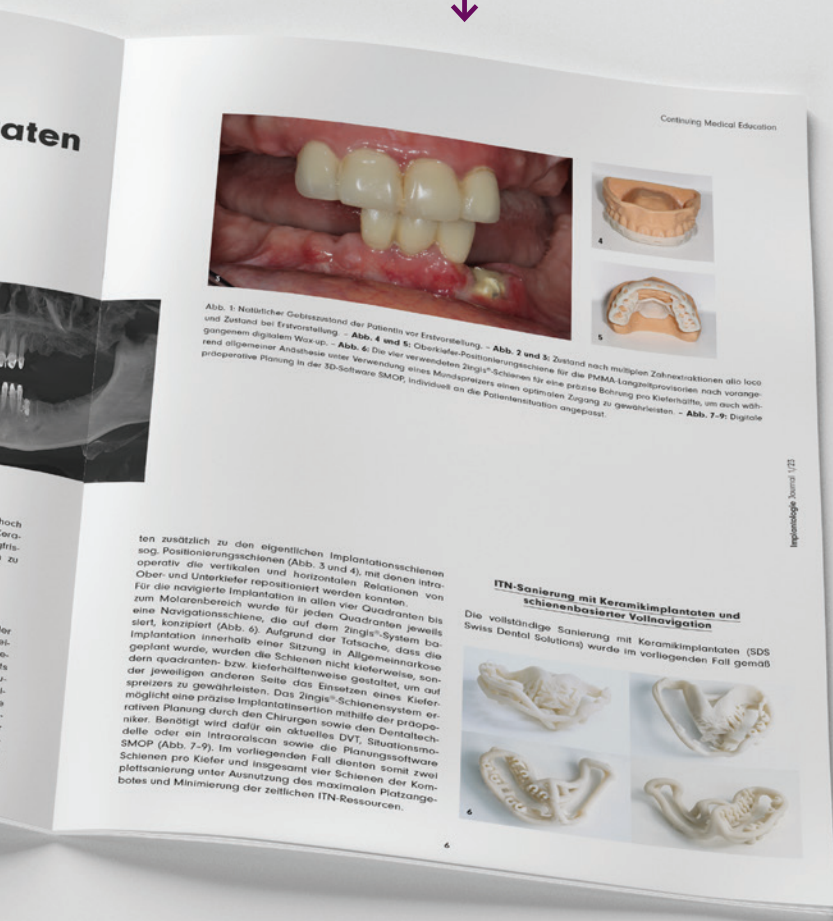 aten
hoch
zu
Continuing Medical Education
4
5
Abb. 1: Natürlicher Gebisszustand der Patientin vor Erstvorstellung. – Abb. 2 und 3: Zustand nach multiplen Zahnextraktionen alio loco
und Zustand bei Erstvorstellung. – Abb. 4 und 5: Oberkiefer-Positionierungsschiene für die PMMA-Langzeitprovisorien nach vorange-
gangenem digitalem Wax-up. – Abb. 6: Die vier verwendeten 2ingis®-Schienen für eine präzise Bohrung pro Kieferhälfte, um auch wäh-
rend allgemeiner Anästhesie unter Verwendung eines Mundspreizers einen optimalen Zugang zu gewährleisten. – Abb. 7–9: Digitale
präoperative Planung in der 3D-Software SMOP, individuell an die Patientensituation angepasst.
Implantologie Journal 1/23
ten zusätzlich zu den eigentlichen Implantationsschienen
sog. Positionierungsschienen (Abb. 3 und 4), mit denen intra-
operativ die vertikalen und horizontalen Relationen von
Ober- und Unterkiefer repositioniert werden konnten.
Für die navigierte Implantation in allen vier Quadranten bis
zum Molarenbereich wurde für jeden Quadranten jeweils
eine Navigationsschiene, die auf dem 2ingis®-System ba-
siert, konzipiert (Abb. 6). Aufgrund der Tatsache, dass die
Implantation innerhalb einer Sitzung in Allgemeinnarkose
geplant wurde, wurden die Schienen nicht kieferweise, son-
dern quadranten- bzw. kieferhälftenweise gestaltet, um auf
der jeweiligen anderen Seite das Einsetzen eines Kiefer-
spreizers zu gewährleisten. Das 2ingis®-Schienensystem er-
möglicht eine präzise Implantatinsertion mithilfe der präope-
rativen Planung durch den Chirurgen sowie den Dentaltech-
niker. Benötigt wird dafür ein aktuelles DVT, Situationsmo-
delle oder ein Intraoralscan sowie die Planungssoftware
SMOP (Abb. 7–9). Im vorliegenden Fall dienten somit zwei
Schienen pro Kiefer und insgesamt vier Schienen der Kom-
plettsanierung unter Ausnutzung des maximalen Platzange-
botes und Minimierung der zeitlichen ITN-Ressourcen.
ITN-Sanierung mit Keramikimplantaten und
schienenbasierter Vollnavigation
Die vollständige Sanierung mit Keramikimplantaten (SDS
Swiss Dental Solutions) wurde im vorliegenden Fall gemäß
6
6